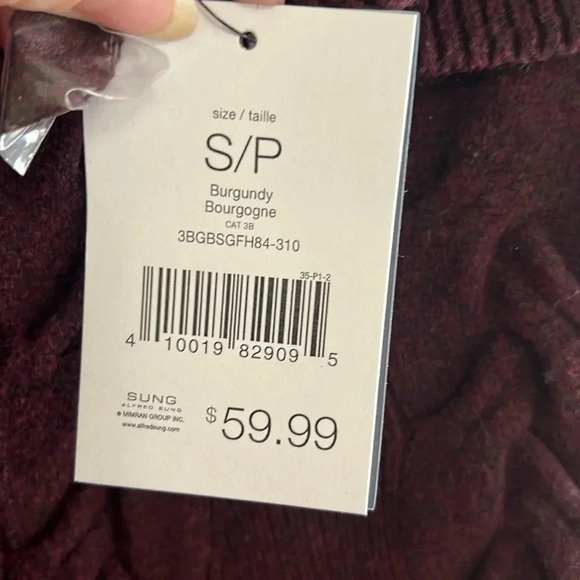 size / taille
S/P
Burgundy
Bourgogne
CAT 3B
3BGBSGFH84-310
35-P1-2
4 10019 82909 5
SUNG
ALFRED SUNG
® MIMRAN GROUP INC.
www.alfredsung.com
$59.99